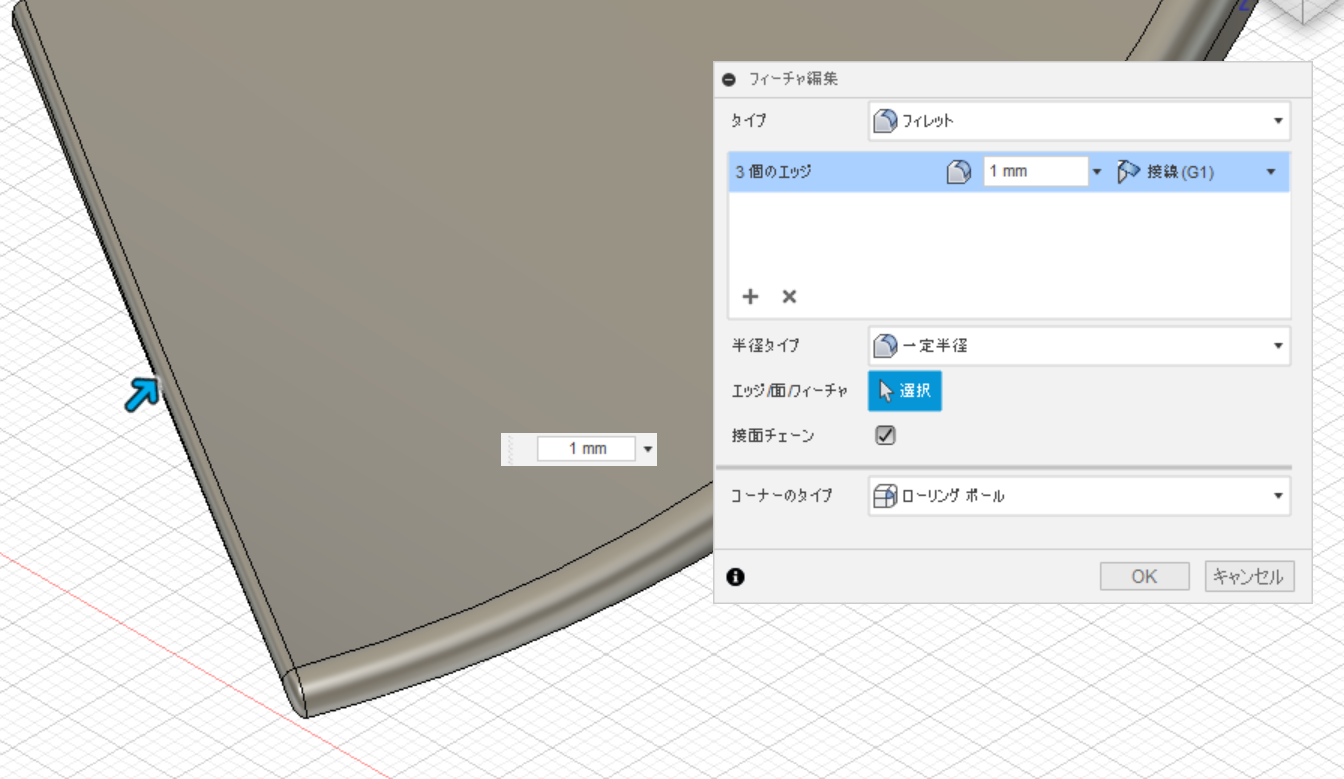 フィーチャ編集
タイプ フィレット
3 個のエッジ 1 mm 接線 (G1)
半径タイプ 一定半径
エッジ/面/フィーチャ 選択
1 mm
接面チェーン
コーナーのタイプ ローリング ボール
OK キャンセル